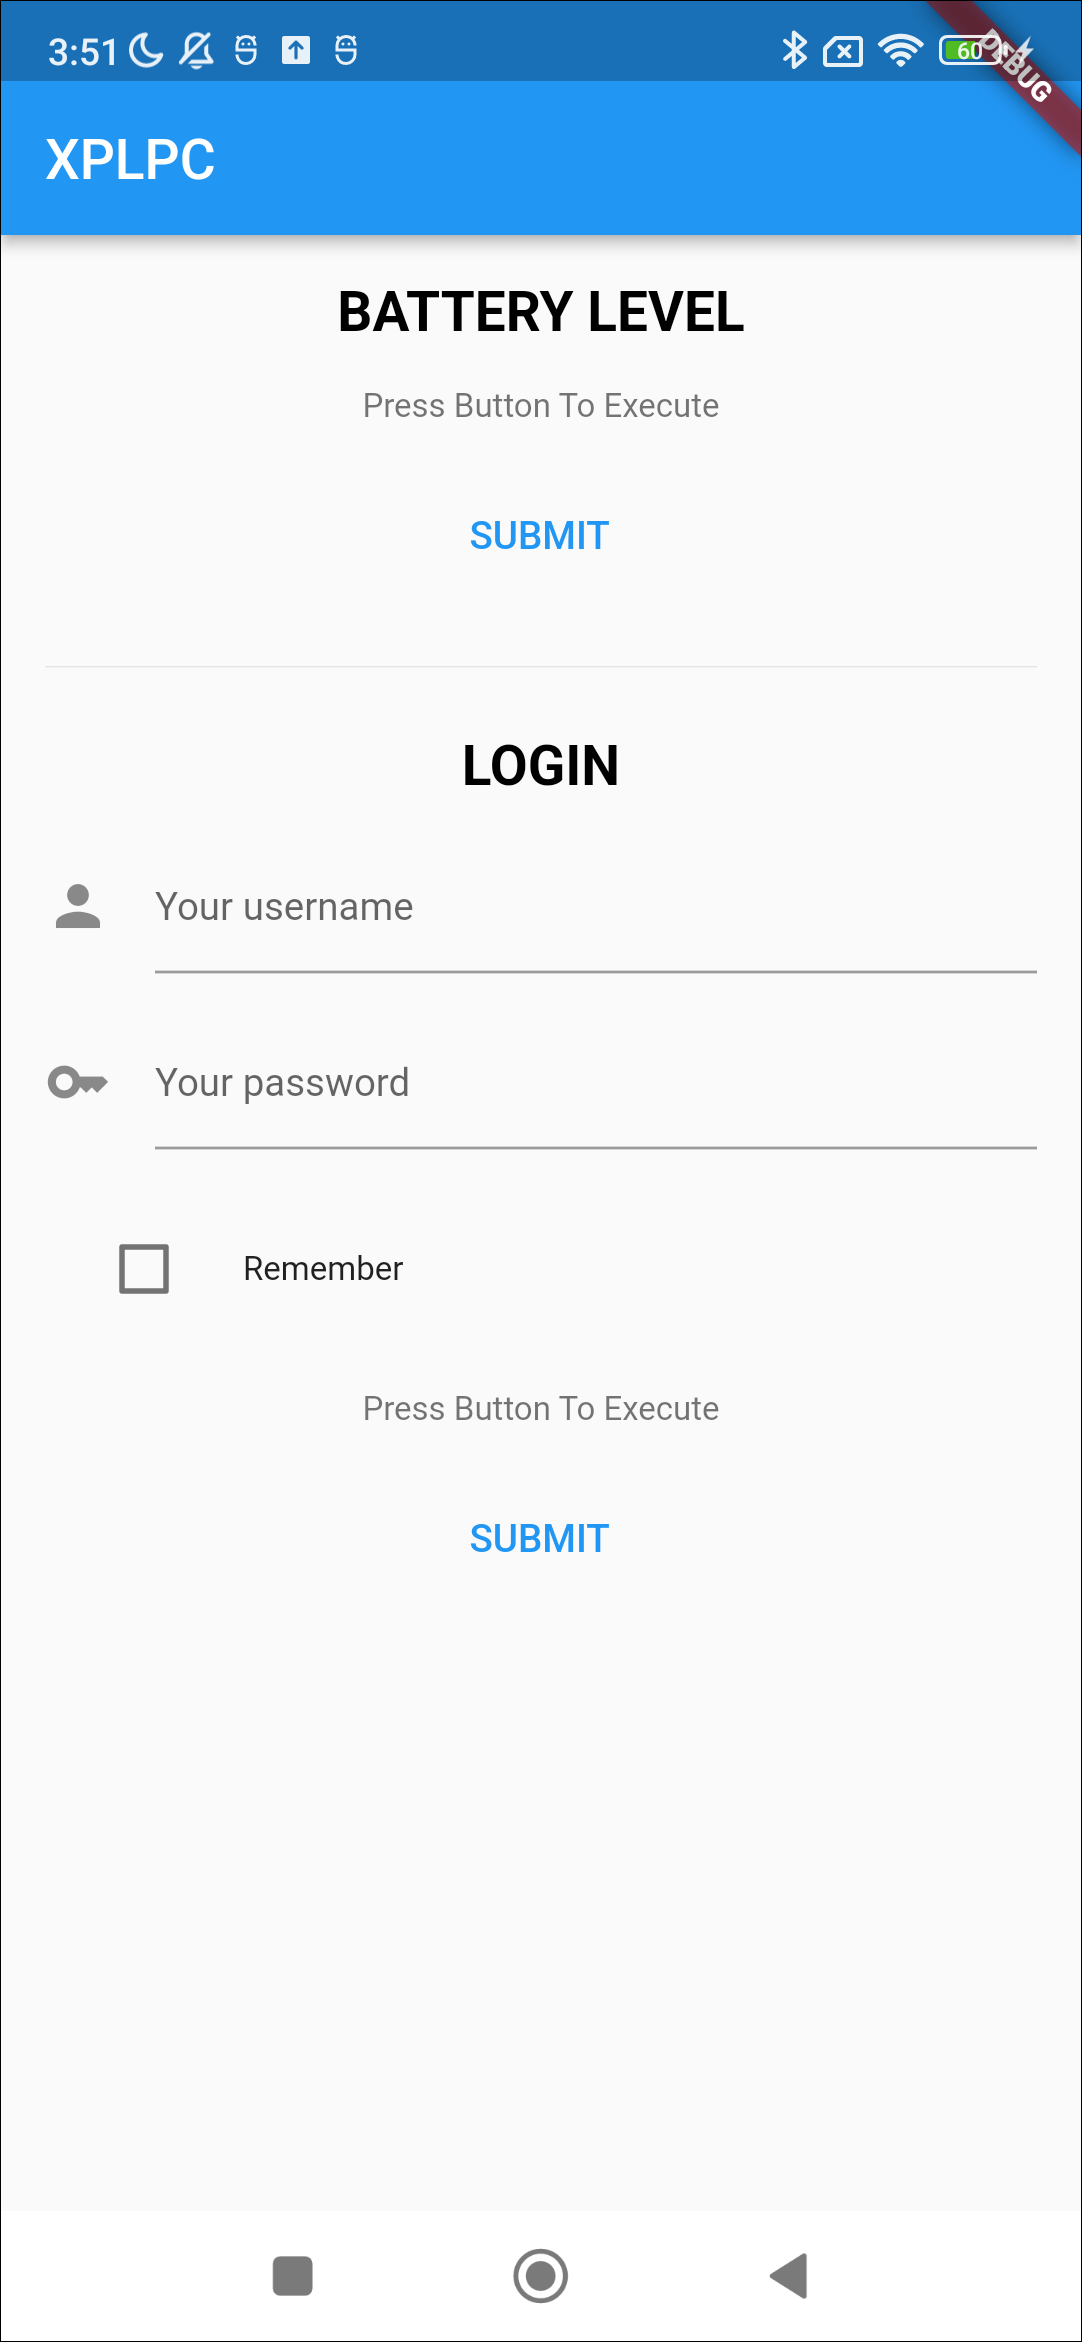 3:51
60
DEBUG
XPLPC
BATTERY LEVEL
Press Button To Execute
SUBMIT
LOGIN
Your username
Your password
Remember
Press Button To Execute
SUBMIT